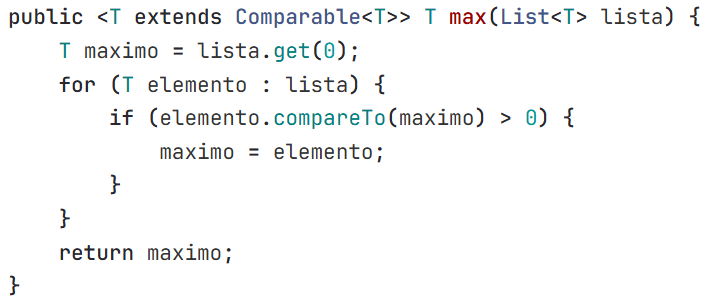 public <T extends Comparable<T>> T max(List<T> lista) {
    T maximo = lista.get(0);
    for (T elemento : lista) {
        if (elemento.compareTo(maximo) > 0) {
            maximo = elemento;
        }
    }
    return maximo;
}